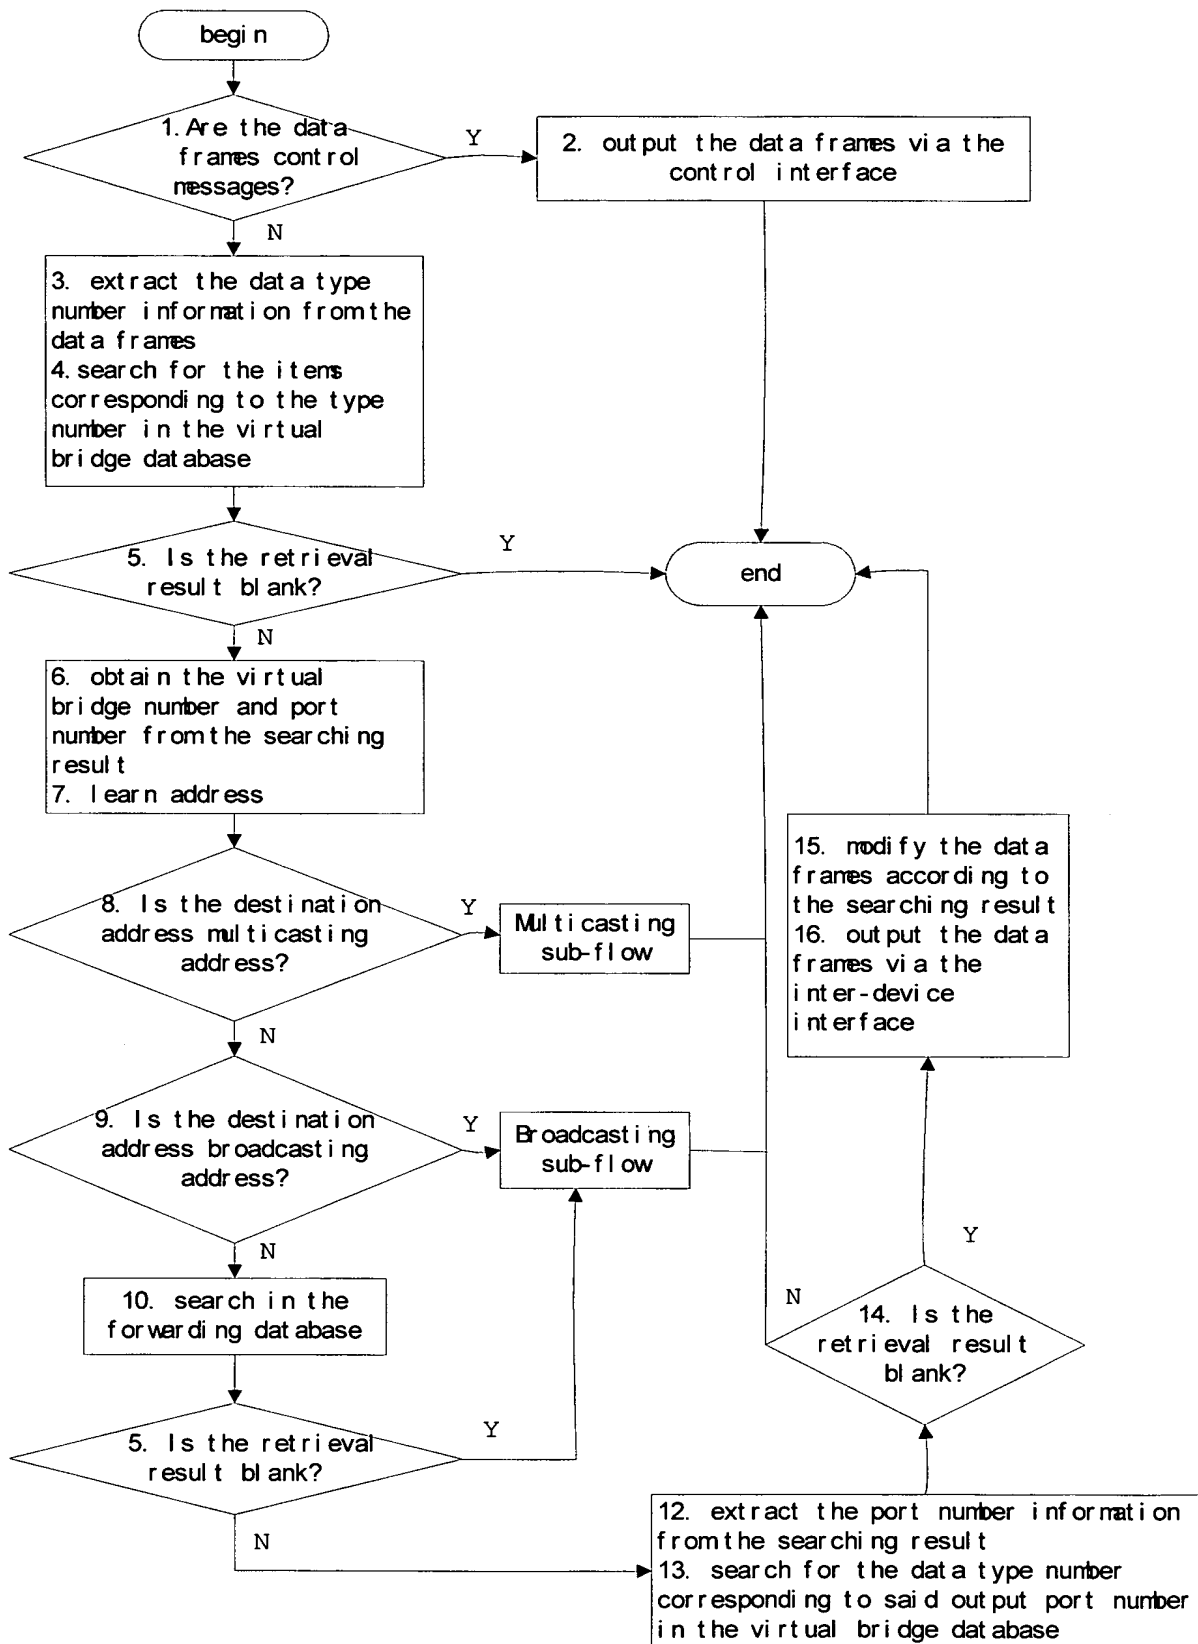 begin
1. Are the data
frames control
messages?
Y
2. output the data frames via the
control interface
N
3. extract the data type
number information from the
data frames
4. search for the items
corresponding to the type
number in the virtual
bridge database
5. Is the retrieval
result blank?
Y
end
N
6. obtain the virtual
bridge number and port
number from the searching
result
7. learn address
8. Is the destination
address multicasting
address?
Y
Multicasting
sub-flow
N
9. Is the destination
address broadcasting
address?
Y
Broadcasting
sub-flow
N
10. search in the
forwarding database
5. Is the retrieval
result blank?
Y
N
12. extract the port number information
from the searching result
13. search for the data type number
corresponding to said output port number
in the virtual bridge database
14. Is the
retrieval result
blank?
N
Y
15. modify the data
frames according to
the searching result
16. output the data
frames via the
inter-device
interface